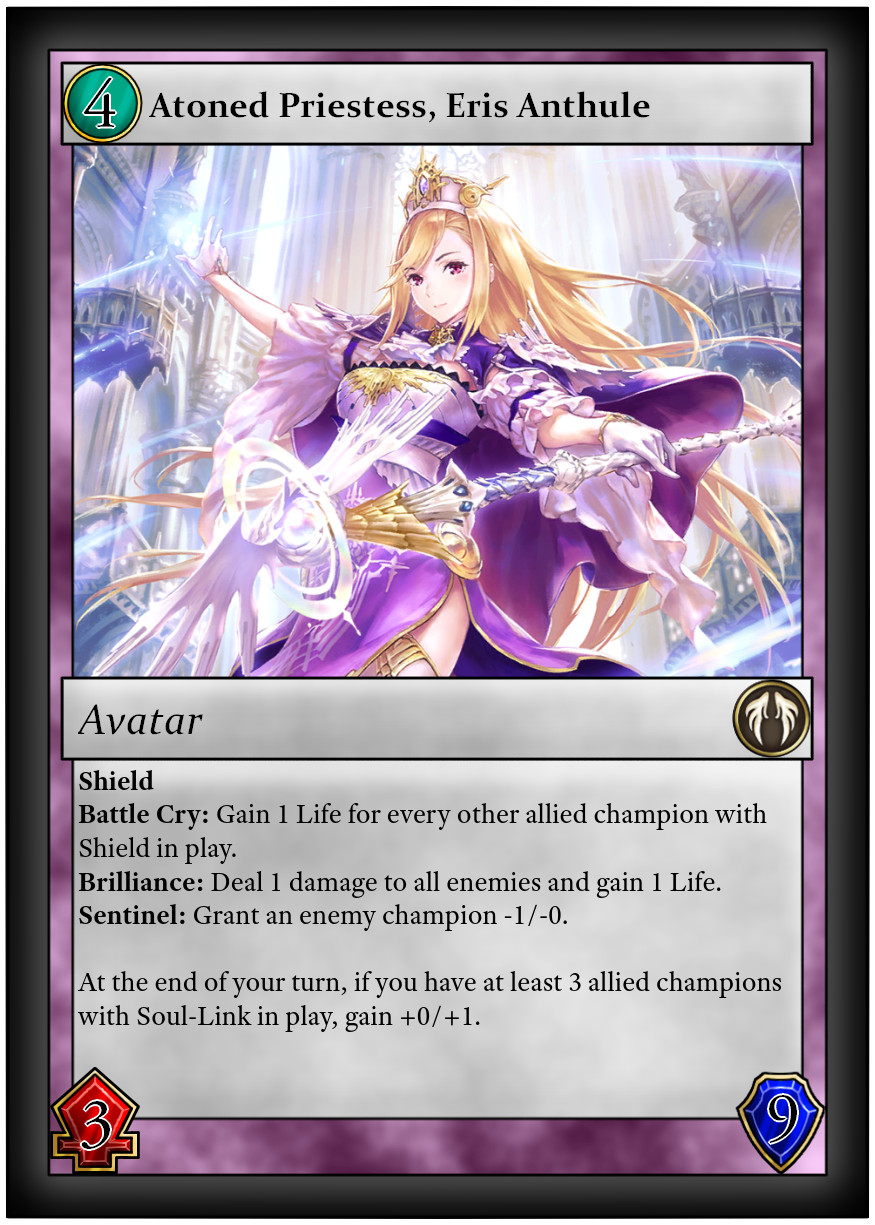 4 Atoned Priestess, Eris Anthule
Avatar
Shield
Battle Cry: Gain 1 Life for every other allied champion with
Shield in play.
Brilliance: Deal 1 damage to all enemies and gain 1 Life.
Sentinel: Grant an enemy champion -1/-0.
At the end of your turn, if you have at least 3 allied champions
with Soul-Link in play, gain +0/+1.
3 9